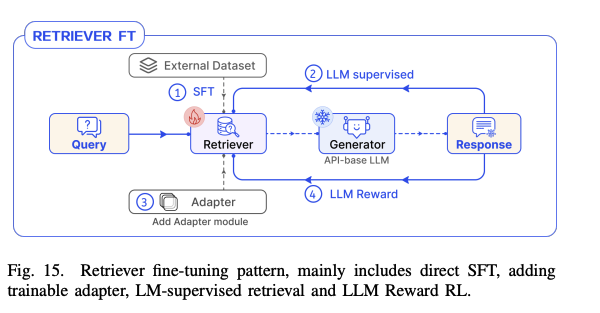 RETRIEVER FT
External Dataset
1 SFT
2 LLM supervised
Query
Retriever
Generator
API-base LLM
Response
3 Adapter
Add Adapter module
4 LLM Reward
Fig. 15. Retriever fine-tuning pattern, mainly includes direct SFT, adding
trainable adapter, LM-supervised retrieval and LLM Reward RL.